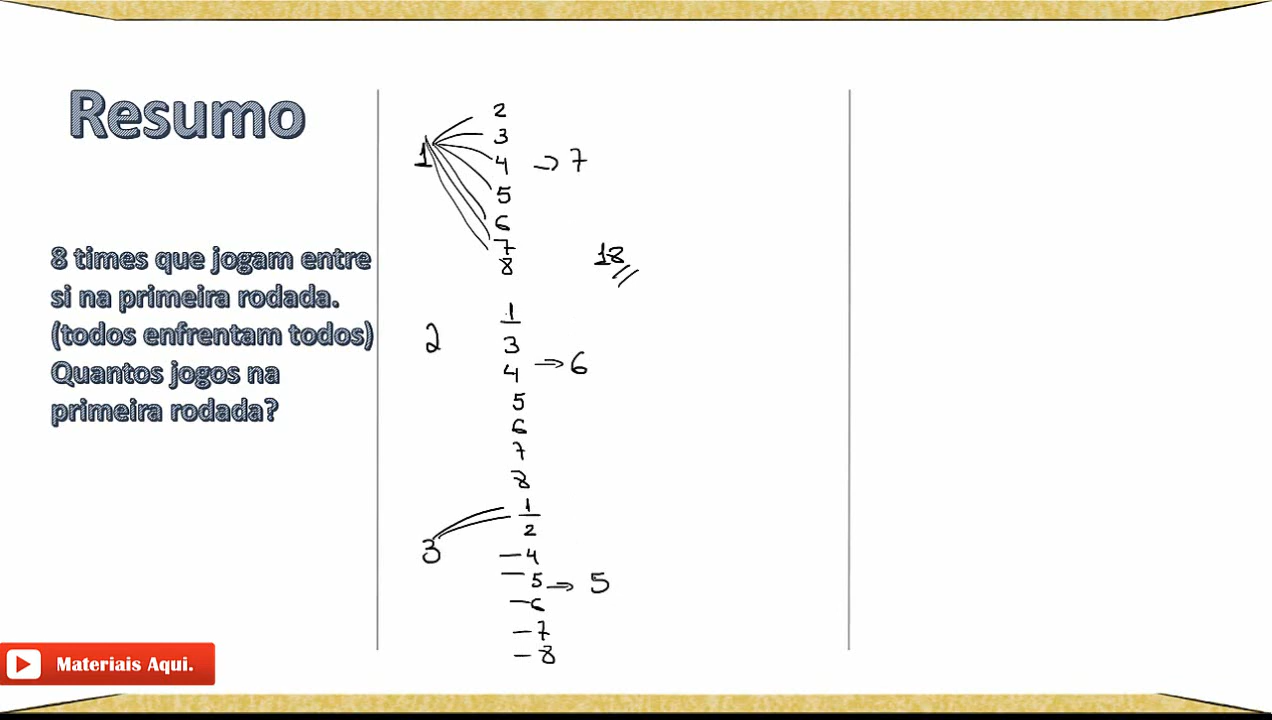 Resumo
8 times que jogam entre
si na primeira rodada.
(todos enfrentam todos)
Quantos jogos na
primeira rodada?
Materiais Aqui.
1
2
3
4 → 7
5
6
7
8
18
2
1
3
4 ⇒ 6
5
6
7
8
3
1
2
- 4
- 5 ⇒ 5
- 6
- 7
- 8